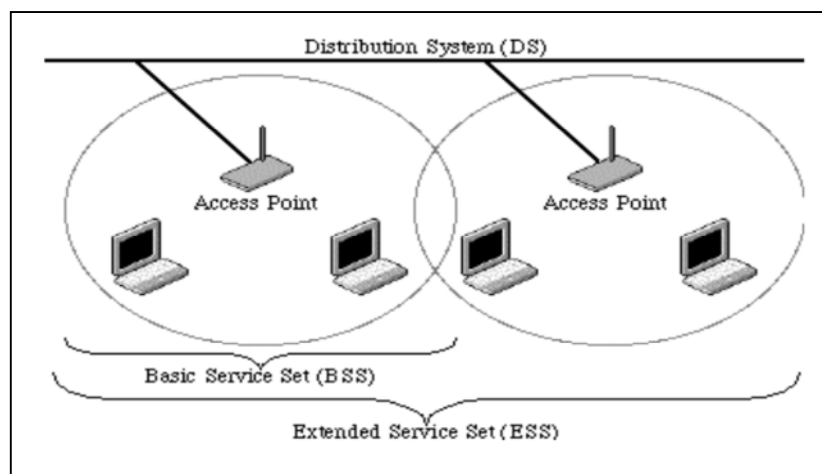 Distribution System (DS)
Access Point
Access Point
Basic Service Set (BSS)
Extended Service Set (ESS)